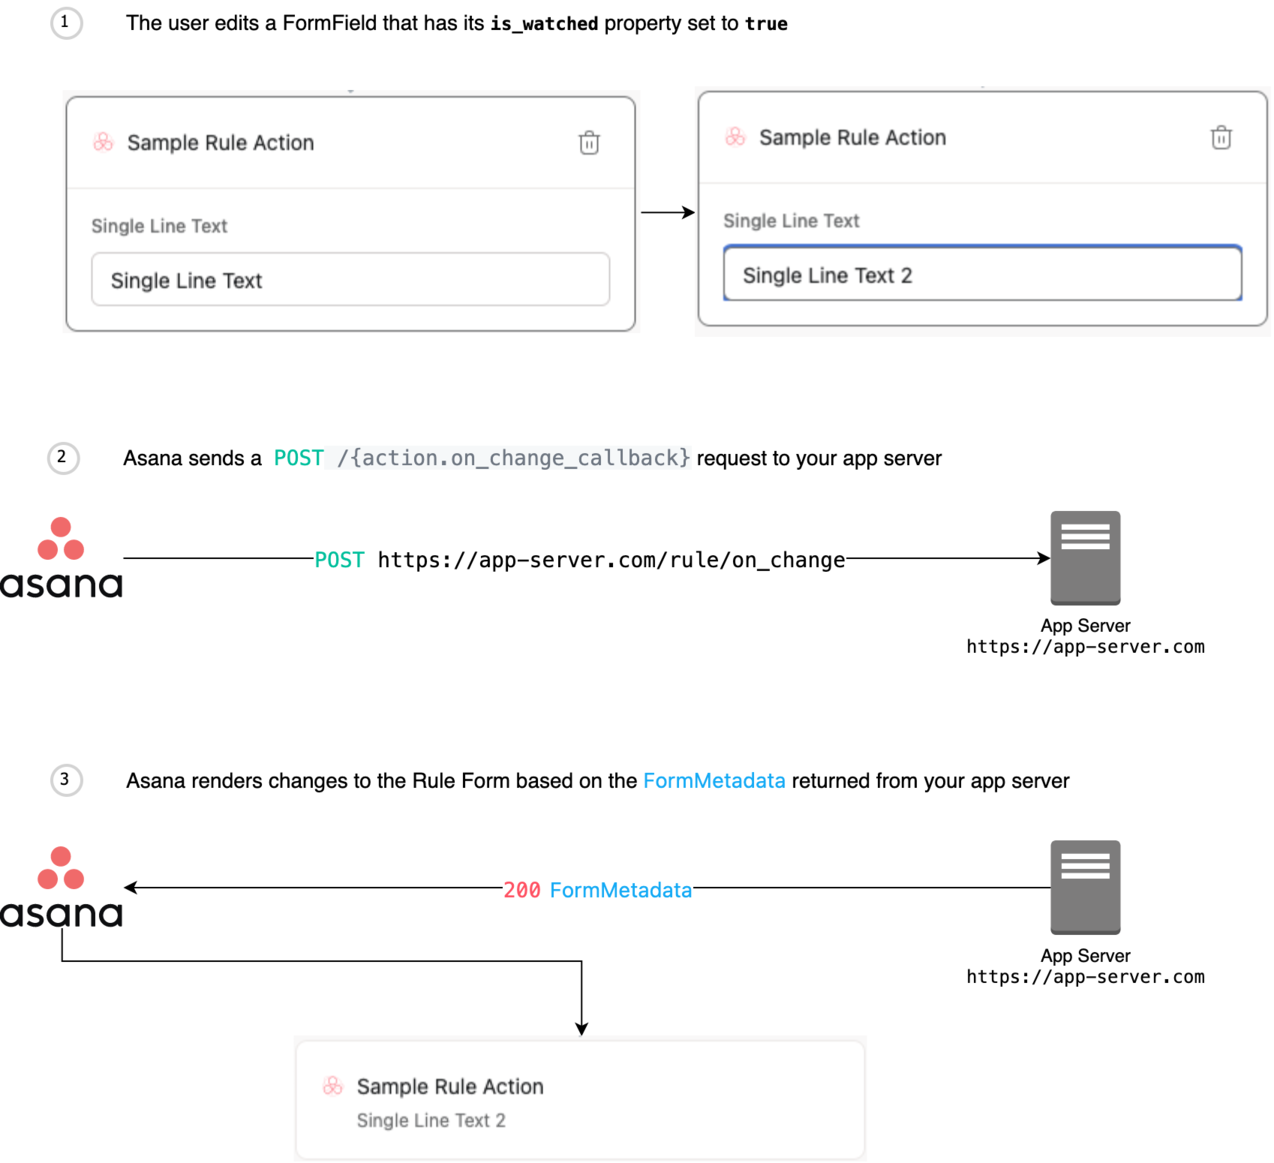 1
The user edits a FormField that has its is_watched property set to true
Sample Rule Action
Single Line Text
Single Line Text
Sample Rule Action
Single Line Text
Single Line Text 2
2
Asana sends a POST /{action.on_change_callback} request to your app server
asana
POST https://app-server.com/rule/on_change
App Server
https://app-server.com
3
Asana renders changes to the Rule Form based on the FormMetadata returned from your app server
asana
200 FormMetadata
App Server
https://app-server.com
Sample Rule Action
Single Line Text 2